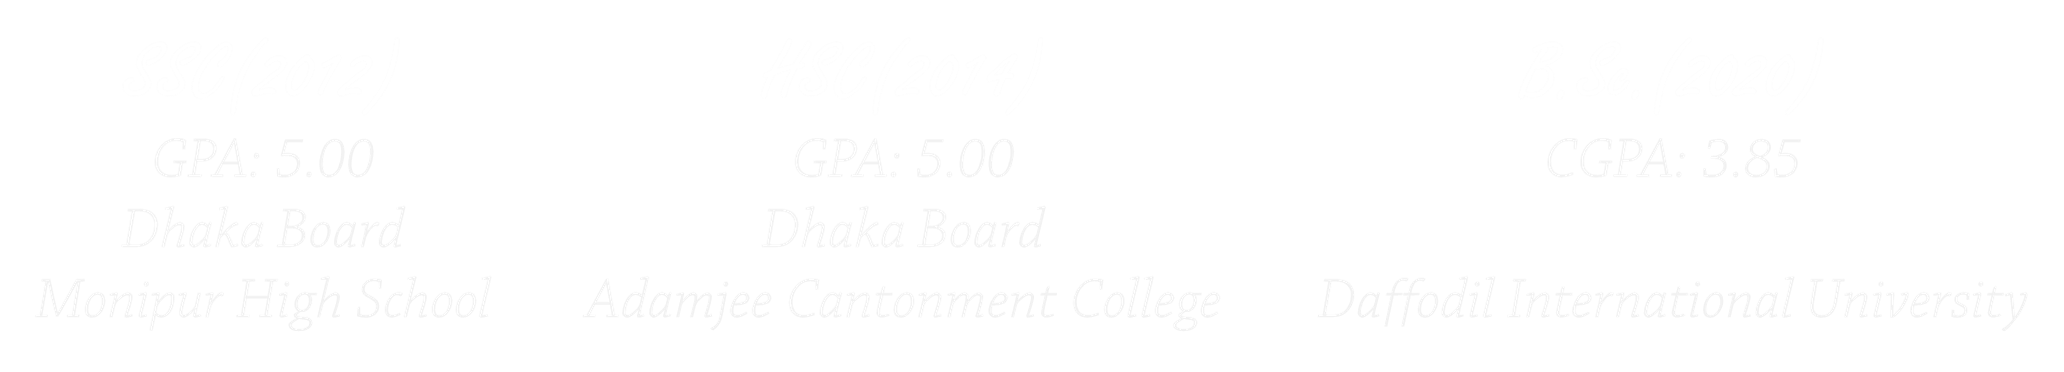 GPA: 5.00
Dhaka Board
Monipur High School
GPA: 5.00
Dhaka Board
Adamjee Cantonment College
CGPA: 3.85
Daffodil International University